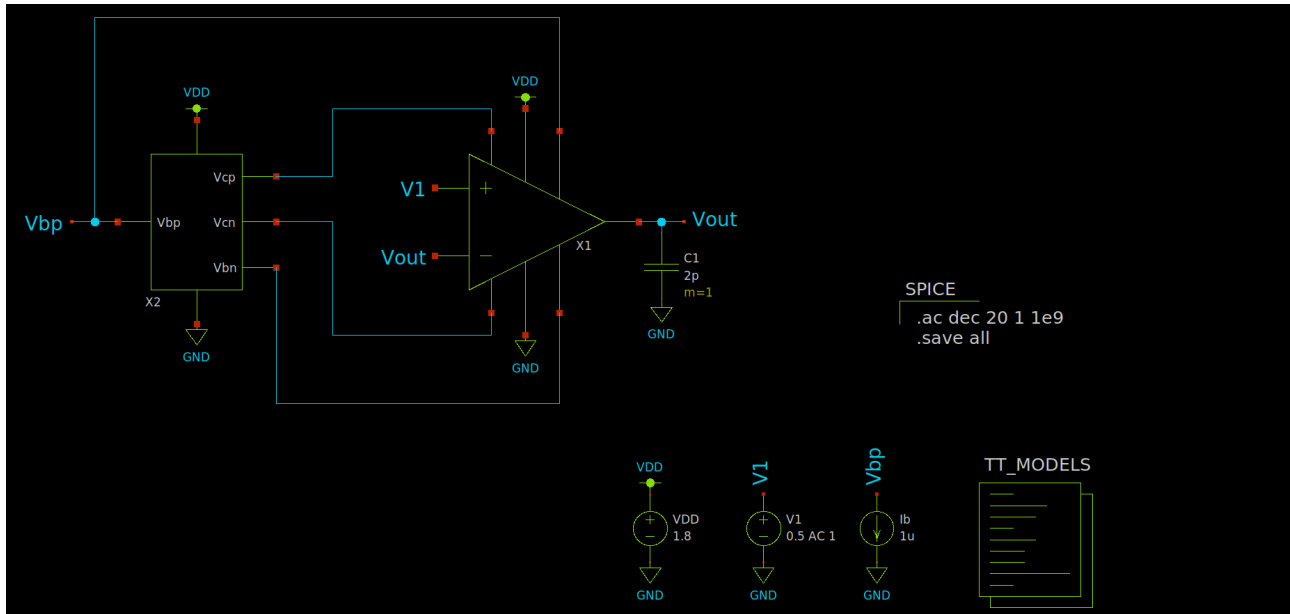 VDD
VDD
Vcp
V1
+
Vbp
Vbp
Vcn
Vout
X1
Vout
−
Vbn
C1
2p
m=1
X2
GND
GND
GND
SPICE
.ac dec 20 1 1e9
.save all
VDD
V1
Vbp
TT_MODELS
+
−
VDD
1.8
+
−
V1
0.5 AC 1
Ib
1u
GND
GND
GND